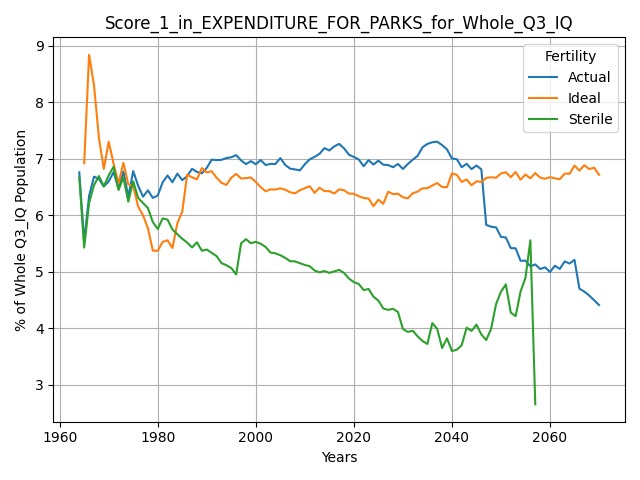 Score_1_in_EXPENDITURE_FOR_PARKS_for_Whole_Q3_IQ
Fertility
Actual
Ideal
Sterile
% of Whole Q3_IQ Population
9
8
7
6
5
4
3
1960 1980 2000 2020 2040 2060
Years